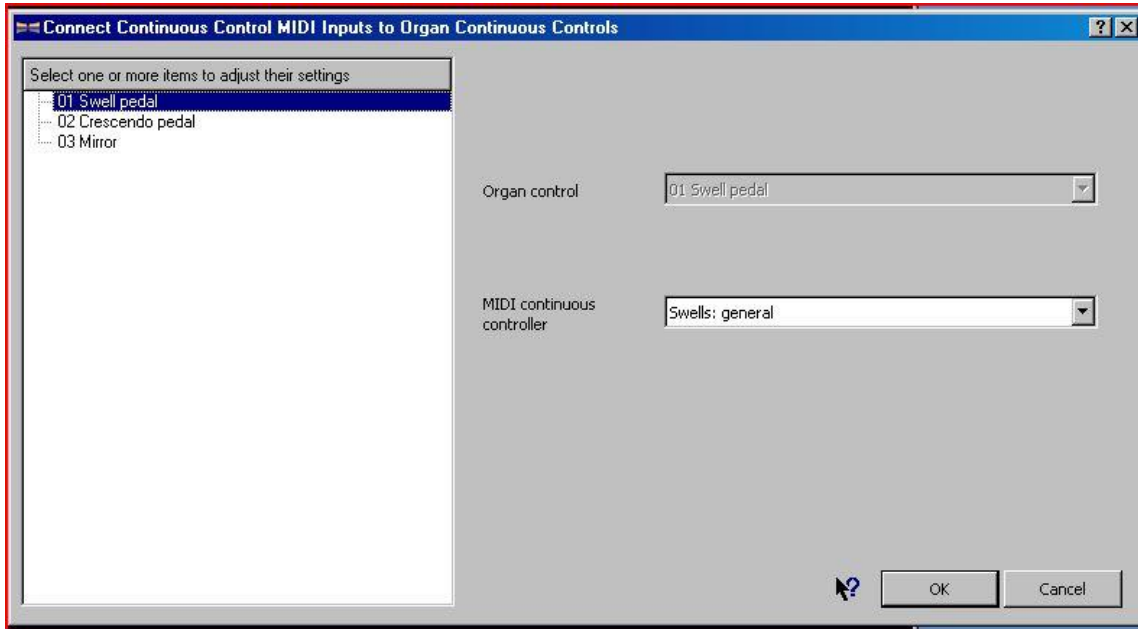 Connect Continuous Control MIDI Inputs to Organ Continuous Controls
Select one or more items to adjust their settings
01 Swell pedal
02 Crescendo pedal
03 Mirror
Organ control
01 Swell pedal
MIDI continuous
controller
Swells: general
OK
Cancel